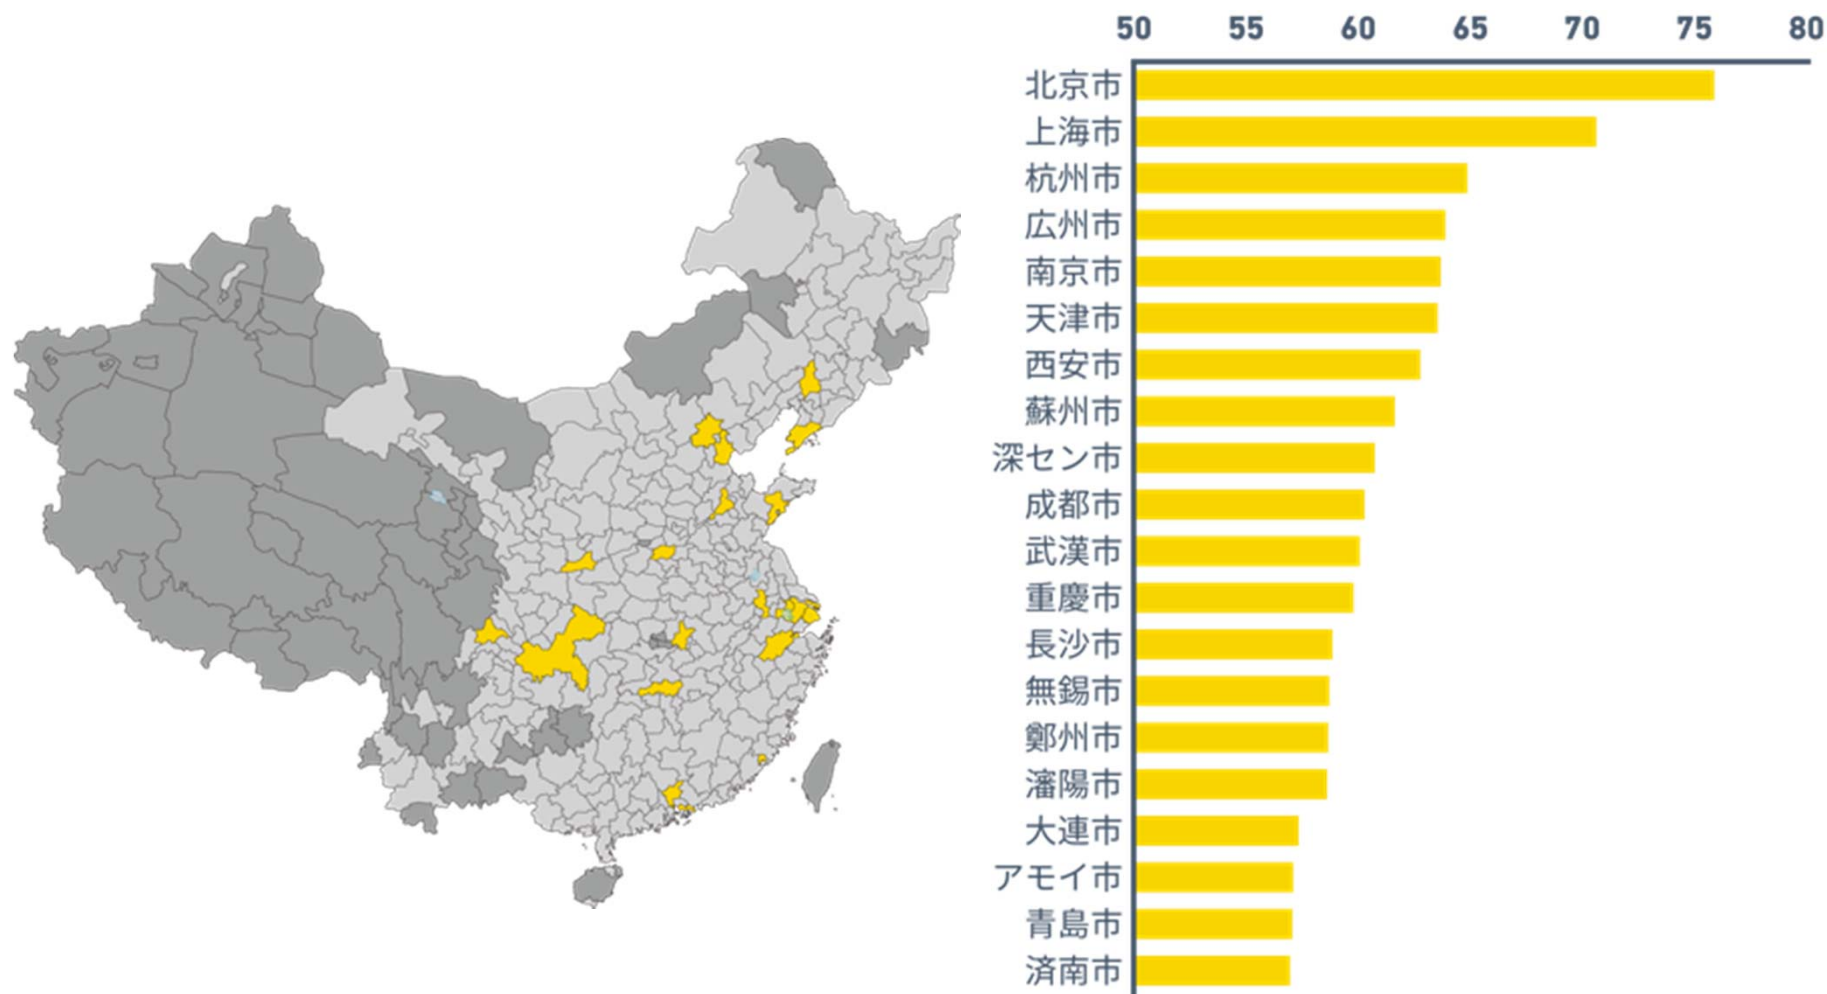 50 55 60 65 70 75 80
北京市
上海市
杭州市
広州市
南京市
天津市
西安市
蘇州市
深セン市
成都市
武漢市
重慶市
長沙市
無錫市
鄭州市
瀋陽市
大連市
アモイ市
青島市
済南市